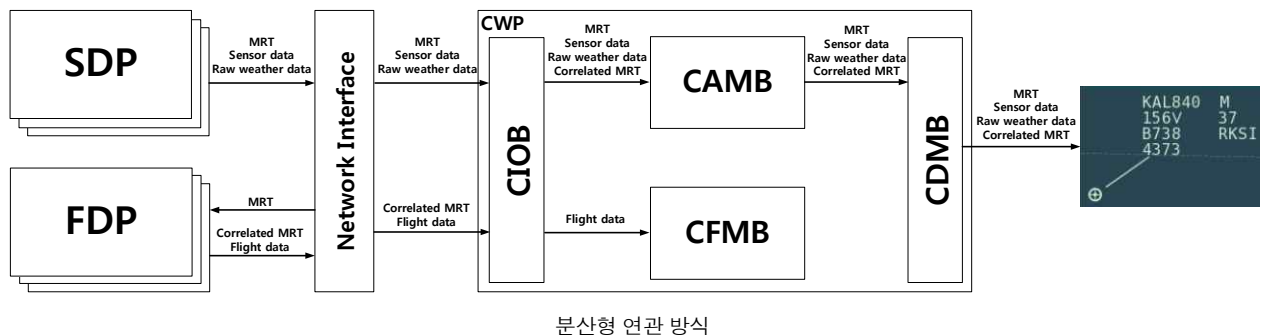 SDP
MRT
Sensor data
Raw weather data
FDP
MRT
Correlated MRT
Flight data
Network Interface
MRT
Sensor data
Raw weather data
Correlated MRT
Flight data
CWP
CIOB
MRT
Sensor data
Raw weather data
Correlated MRT
Flight data
CAMB
CFMB
MRT
Sensor data
Raw weather data
Correlated MRT
CDMB
MRT
Sensor data
Raw weather data
Correlated MRT
KAL840 M
156V 37
B738 RKSI
4373
분산형 연관 방식